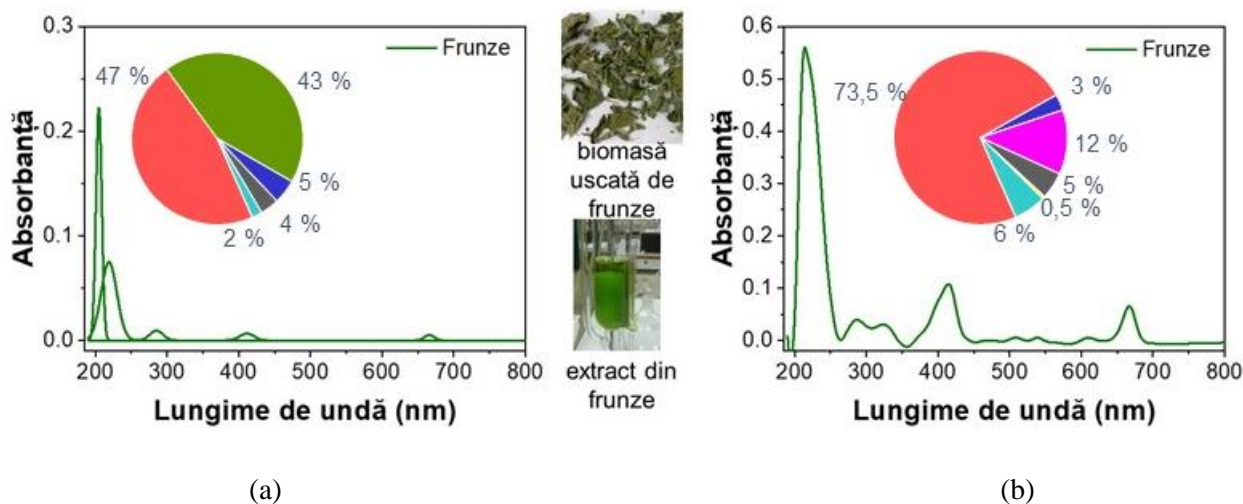 0.3
0.2
0.1
0.0
Absorbanță
Frunze
47 %
43 %
5 %
4 %
2 %
200 300 400 500 600 700 800
Lungime de undă (nm)
(a)
biomasă
uscată de
frunze
extract din
frunze
0.6
0.5
0.4
0.3
0.2
0.1
0.0
Absorbanță
Frunze
73,5 %
3 %
12 %
5 %
0,5 %
6 %
200 300 400 500 600 700 800
Lungime de undă (nm)
(b)